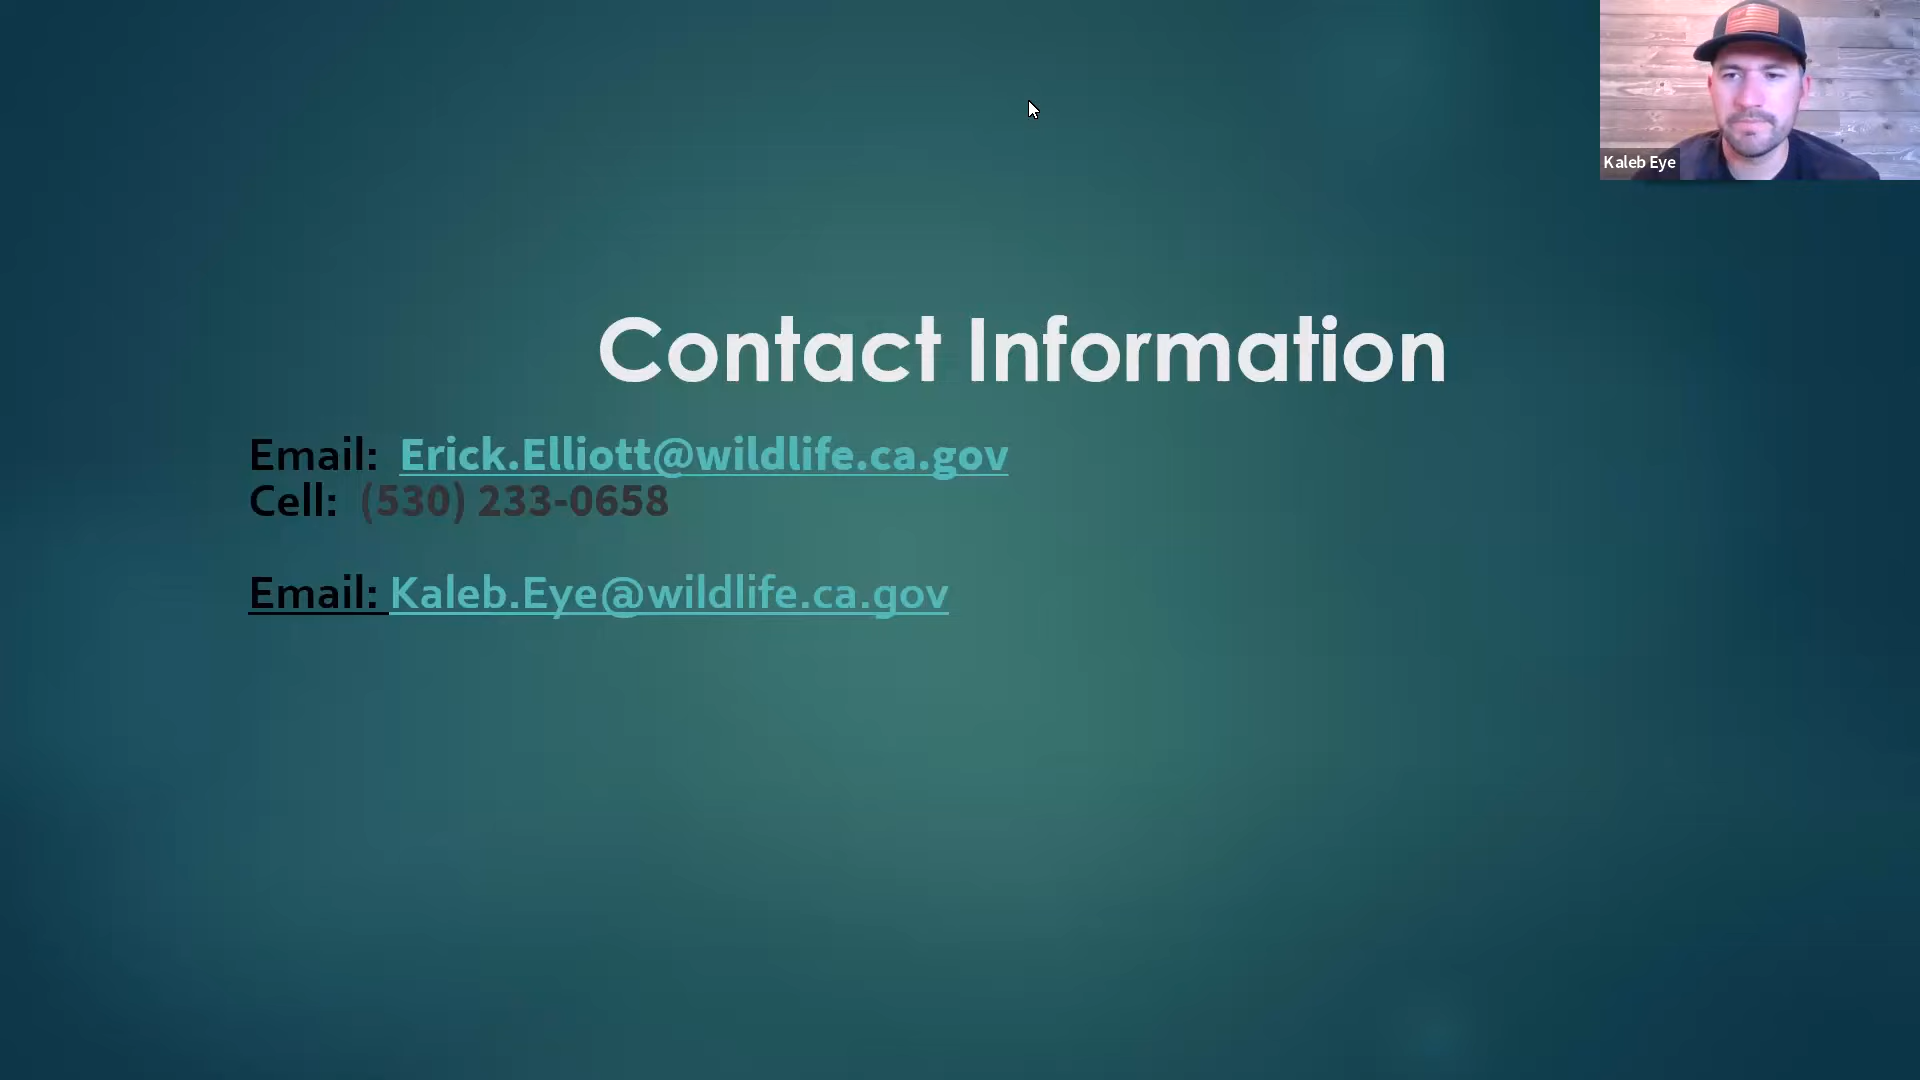 Kaleb Eye
Contact Information
Email: Erick.Elliott@wildlife.ca.gov
Cell: (530) 233-0658
Email: Kaleb.Eye@wildlife.ca.gov